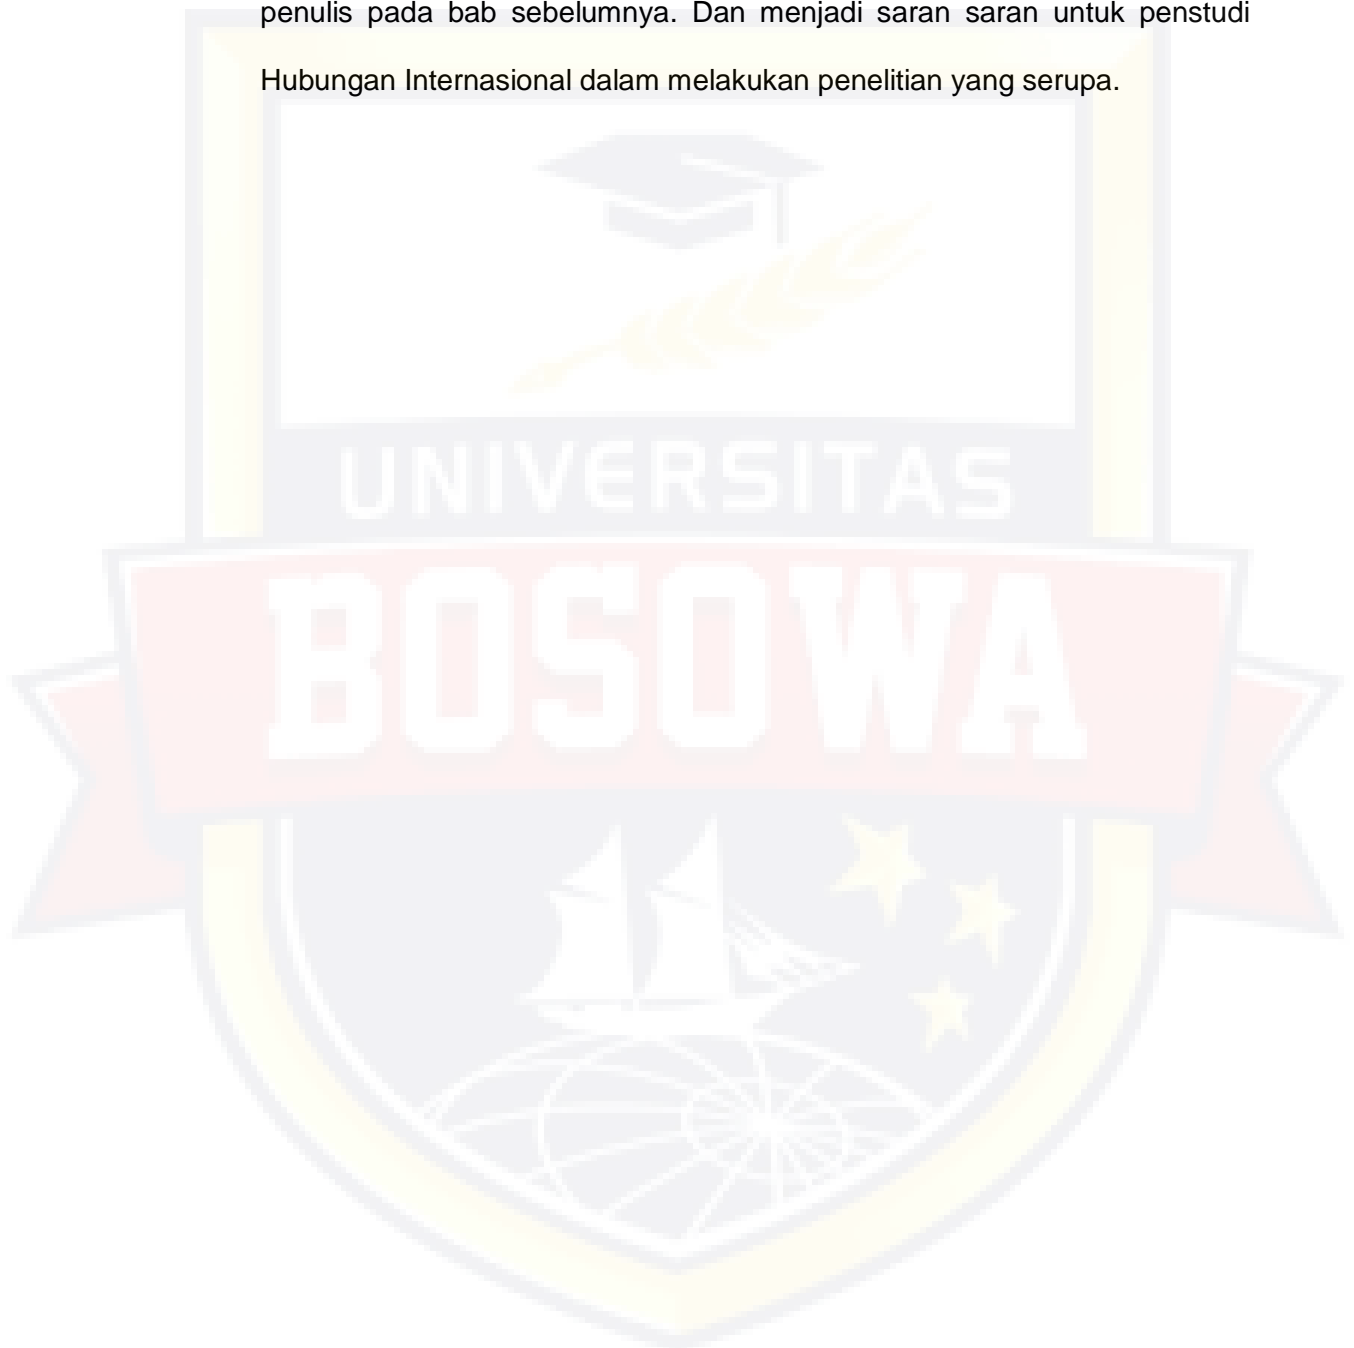 penulis pada bab sebelumnya. Dan menjadi saran saran untuk penstudi
Hubungan Internasional dalam melakukan penelitian yang serupa.
UNIVERSITAS
BOSOWA